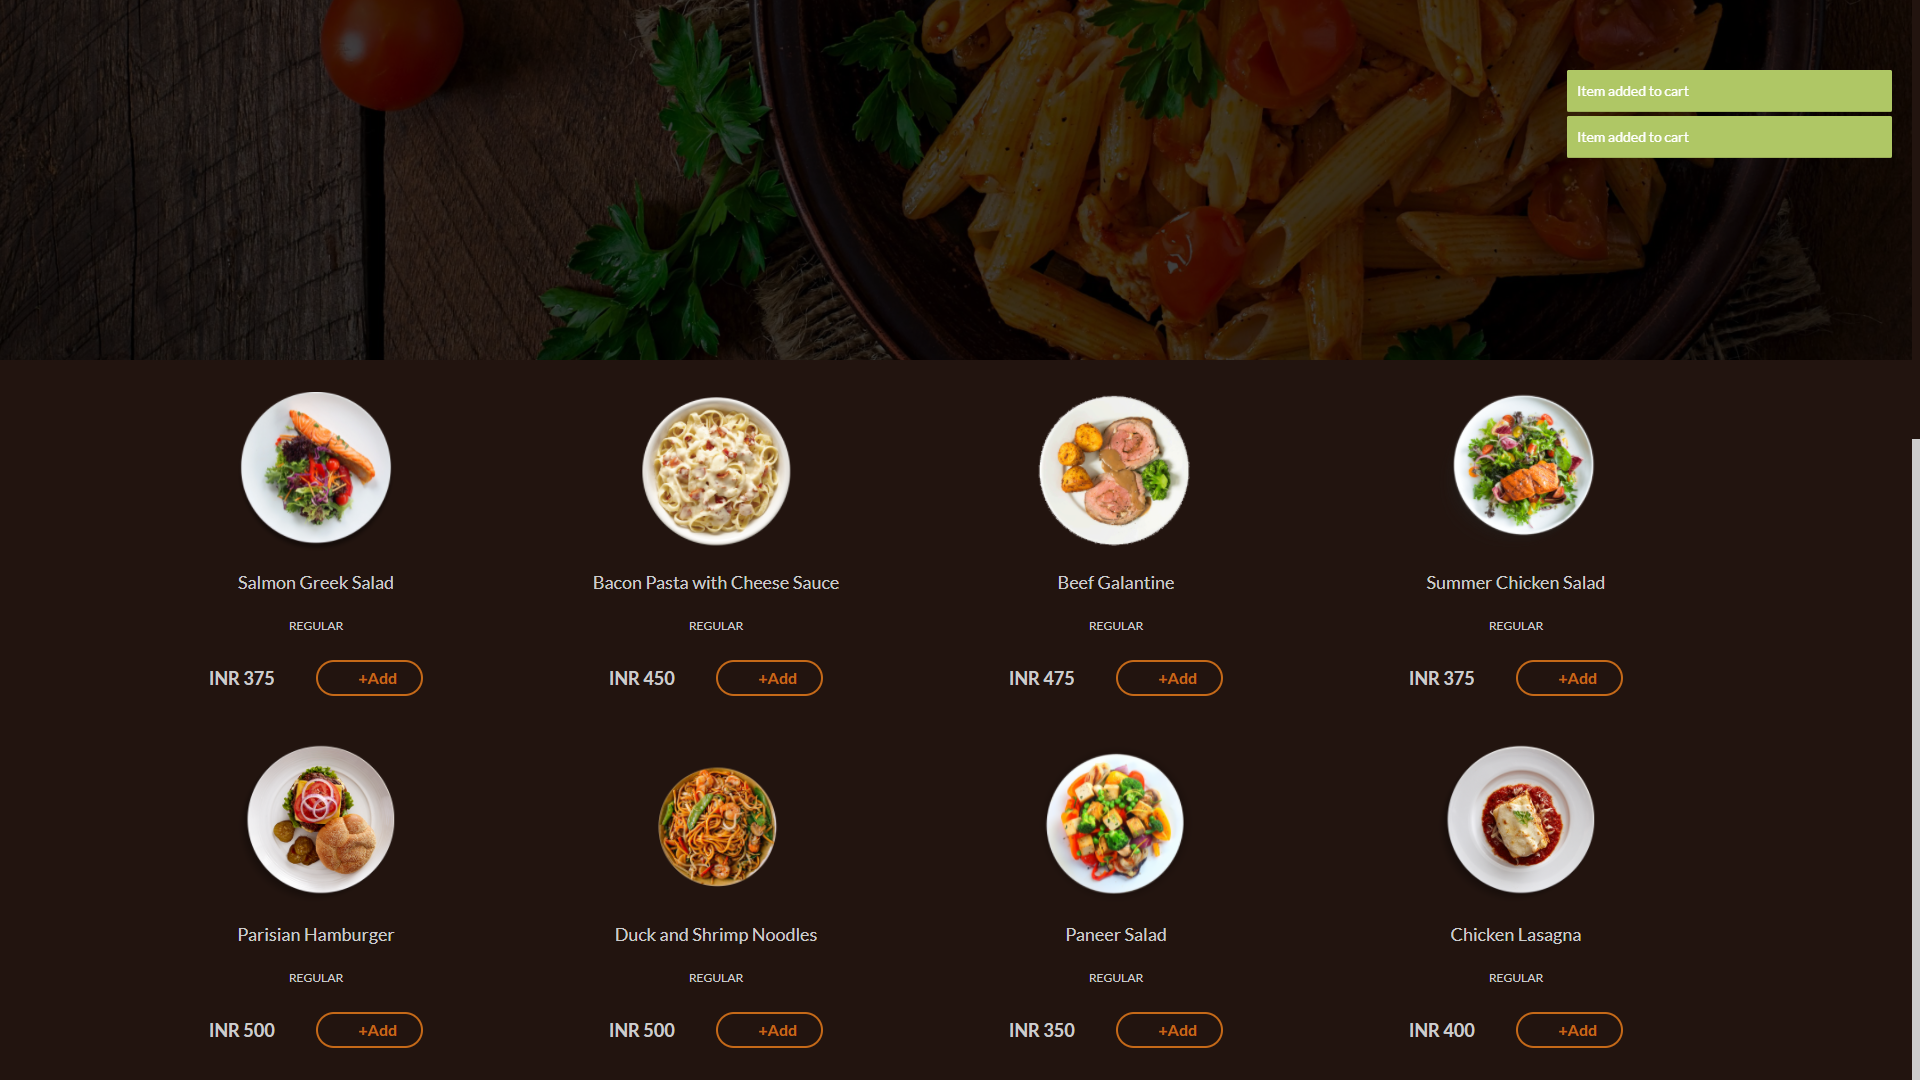 Item added to cart
Item added to cart
Salmon Greek Salad
REGULAR
INR 375
+Add
Bacon Pasta with Cheese Sauce
REGULAR
INR 450
+Add
Beef Galantine
REGULAR
INR 475
+Add
Summer Chicken Salad
REGULAR
INR 375
+Add
Parisian Hamburger
REGULAR
INR 500
+Add
Duck and Shrimp Noodles
REGULAR
INR 500
+Add
Paneer Salad
REGULAR
INR 350
+Add
Chicken Lasagna
REGULAR
INR 400
+Add